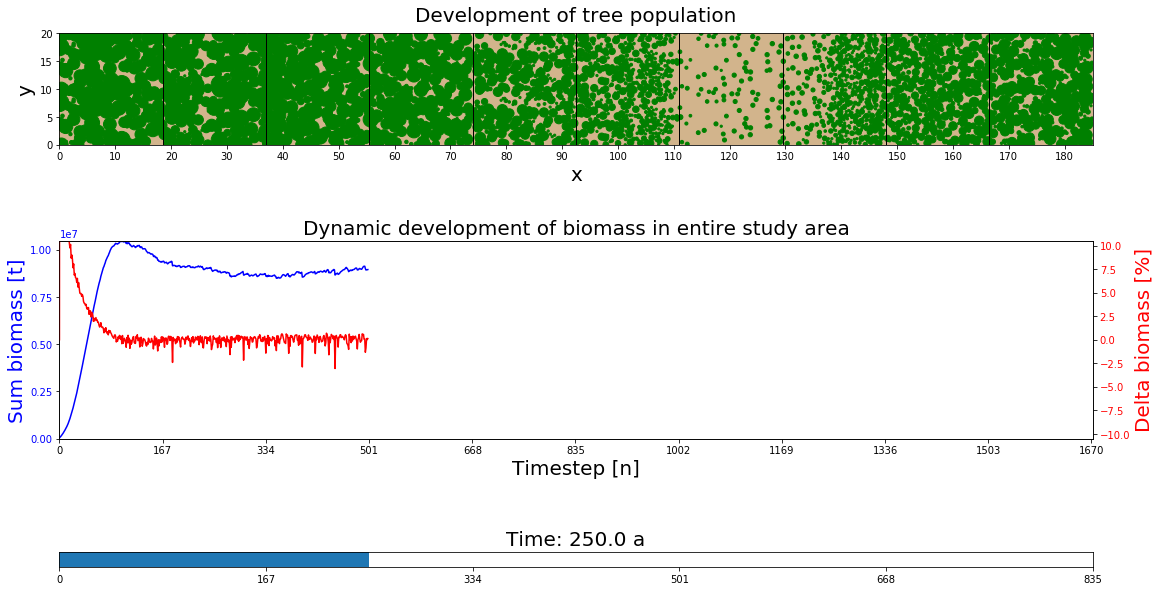 Development of tree population
20
15
10
5
0
y
0 10 20 30 40 50 60 70 80 90 100 110 120 130 140 150 160 170 180
x
Dynamic development of biomass in entire study area
1e7
1.00
0.75
0.50
0.25
0.00
Sum biomass [t]
10.0
7.5
5.0
2.5
0.0
−2.5
−5.0
−7.5
−10.0
Delta biomass [%]
0 167 334 501 668 835 1002 1169 1336 1503 1670
Timestep [n]
Time: 250.0 a
0 167 334 501 668 835